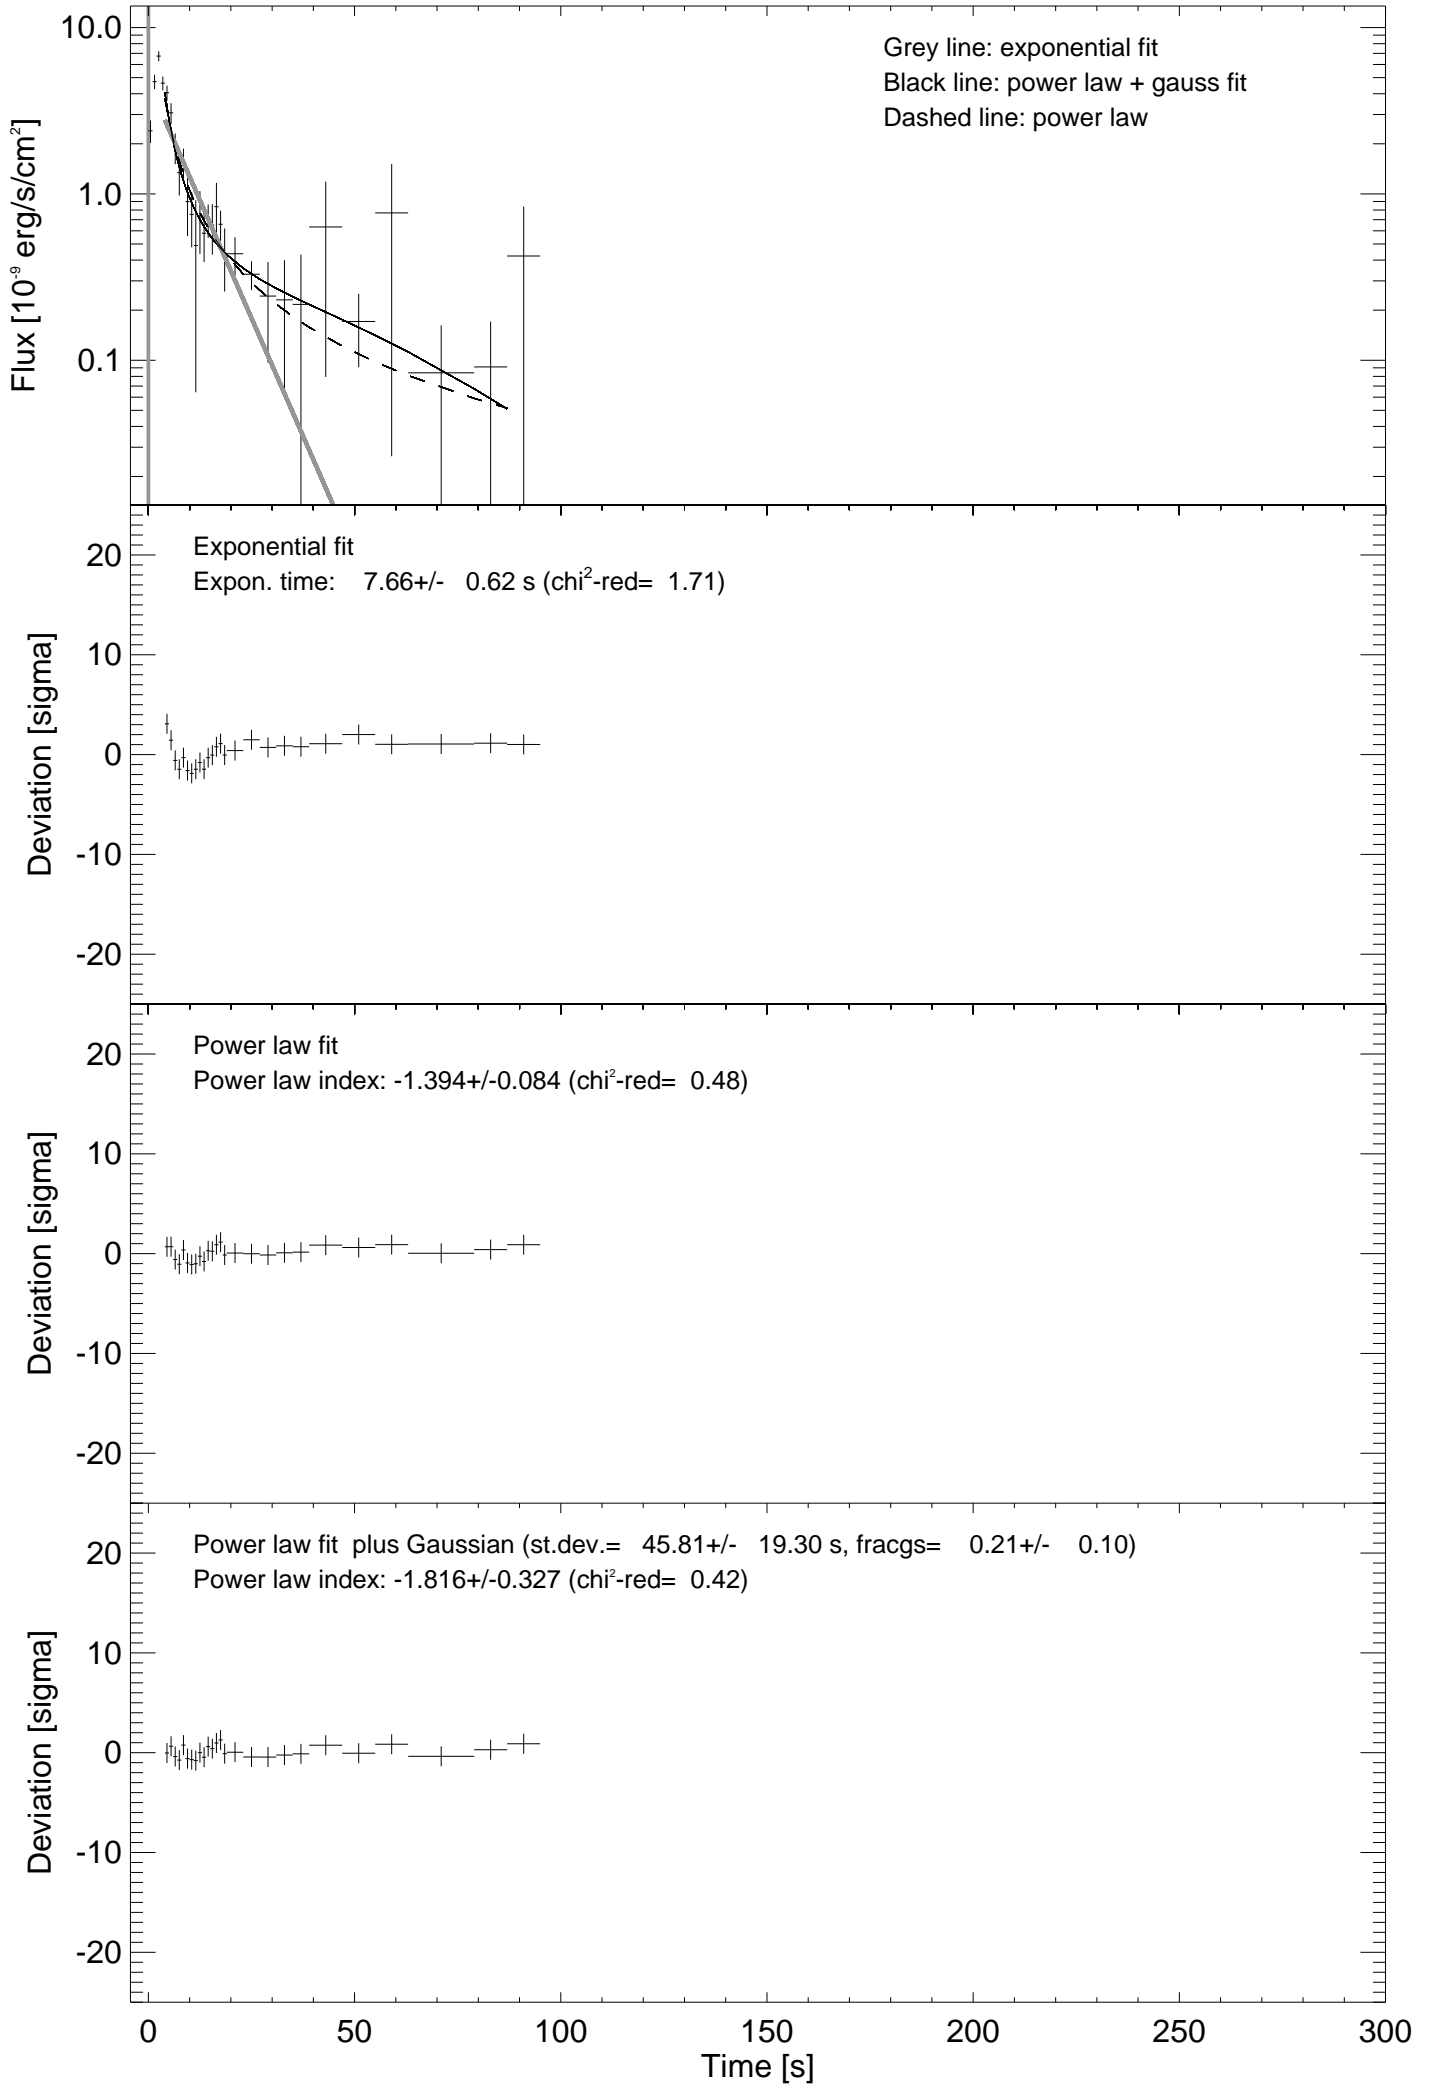 10.0
1.0
0.1
Flux [10⁻⁹ erg/s/cm²]
Grey line: exponential fit
Black line: power law + gauss fit
Dashed line: power law
20
10
0
-10
-20
Deviation [sigma]
Exponential fit
Expon. time: 7.66+/- 0.62 s (chi²-red= 1.71)
20
10
0
-10
-20
Deviation [sigma]
Power law fit
Power law index: -1.394+/-0.084 (chi²-red= 0.48)
20
10
0
-10
-20
Deviation [sigma]
Power law fit plus Gaussian (st.dev.= 45.81+/- 19.30 s, fracgs= 0.21+/- 0.10)
Power law index: -1.816+/-0.327 (chi²-red= 0.42)
0 50 100 150 200 250 300
Time [s]